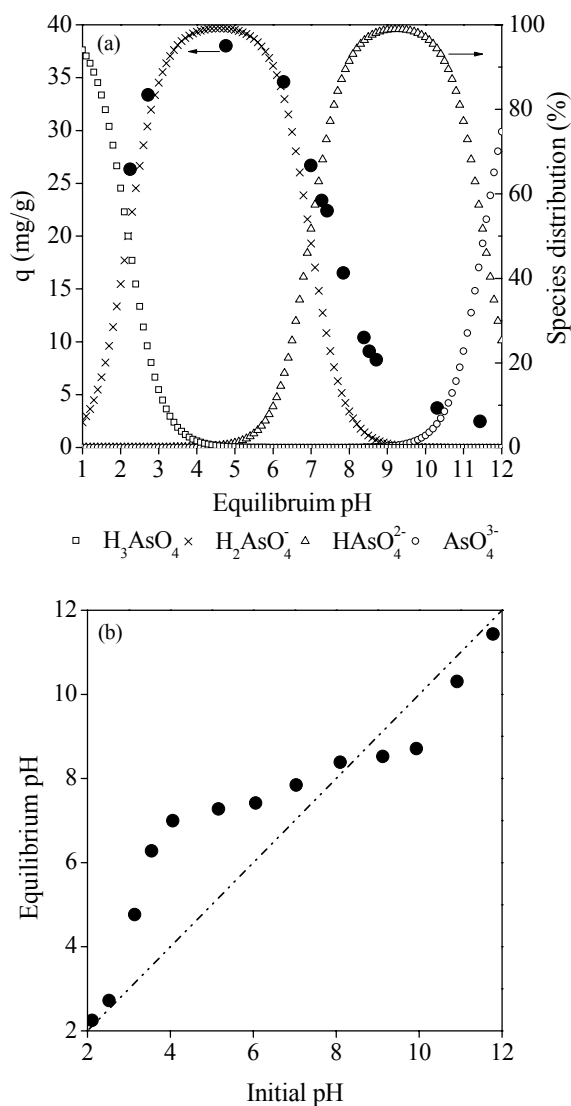 (a)
40
35
30
25
20
15
10
5
0
q (mg/g)
100
80
60
40
20
0
Species distribution (%)
1 2 3 4 5 6 7 8 9 10 11 12
Equilibruim pH
H₃AsO₄ H₂AsO₄⁻ HAsO₄²⁻ AsO₄³⁻
(b)
12
10
8
6
4
2
Equilibrium pH
2 4 6 8 10 12
Initial pH